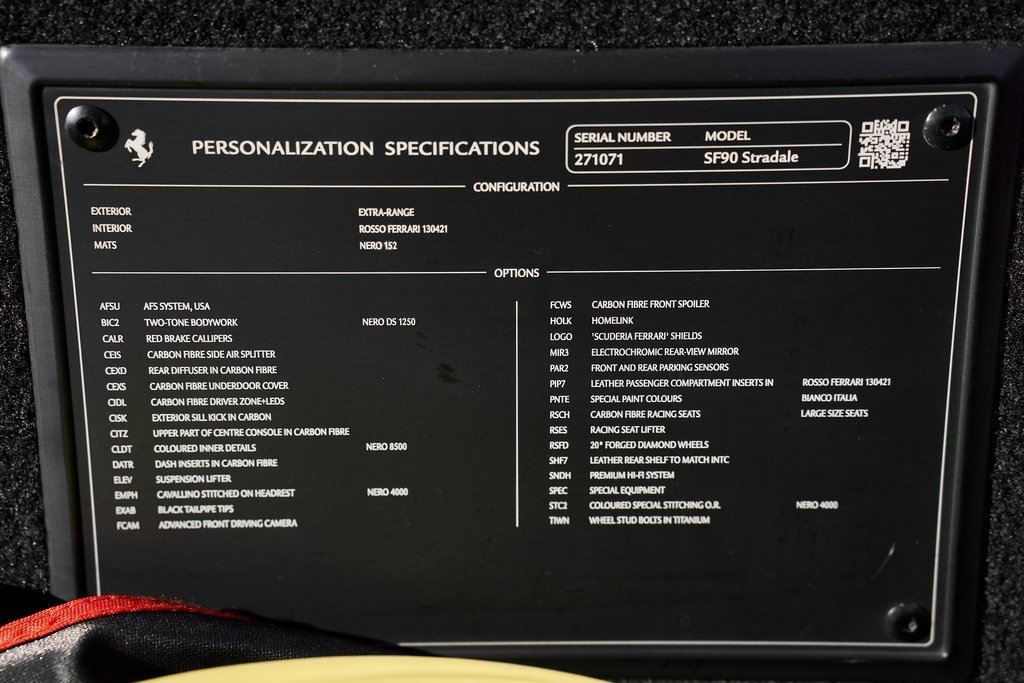 PERSONALIZATION SPECIFICATIONS
SERIAL NUMBER MODEL
271071 SF90 Stradale
CONFIGURATION
EXTERIOR EXTRA-RANGE
INTERIOR ROSSO FERRARI 130421
MATS NERO 152
OPTIONS
AFSU AFS SYSTEM, USA
BIC2 TWO-TONE BODYWORK NERO DS 1250
CALR RED BRAKE CALLIPERS
CEIS CARBON FIBRE SIDE AIR SPLITTER
CEXD REAR DIFFUSER IN CARBON FIBRE
CEXS CARBON FIBRE UNDERDOOR COVER
CIDL CARBON FIBRE DRIVER ZONE+LEDS
CISK EXTERIOR SILL KICK IN CARBON
CITZ UPPER PART OF CENTRE CONSOLE IN CARBON FIBRE
CLDT COLOURED INNER DETAILS NERO 8500
DATR DASH INSERTS IN CARBON FIBRE
ELEV SUSPENSION LIFTER
EMPH CAVALLINO STITCHED ON HEADREST NERO 4000
EXAB BLACK TAILPIPE TIPS
FCAM ADVANCED FRONT DRIVING CAMERA
FCWS CARBON FIBRE FRONT SPOILER
HOLK HOMELINK
LOGO 'SCUDERIA FERRARI' SHIELDS
MIR3 ELECTROCHROMIC REAR-VIEW MIRROR
PAR2 FRONT AND REAR PARKING SENSORS
PIP7 LEATHER PASSENGER COMPARTMENT INSERTS IN ROSSO FERRARI 130421
PNTE SPECIAL PAINT COLOURS BIANCO ITALIA
RSCH CARBON FIBRE RACING SEATS LARGE SIZE SEATS
RSES RACING SEAT LIFTER
RSFD 20" FORGED DIAMOND WHEELS
SHF7 LEATHER REAR SHELF TO MATCH INTC
SNDH PREMIUM HI-FI SYSTEM
SPEC SPECIAL EQUIPMENT
STC2 COLOURED SPECIAL STITCHING O.R. NERO 4000
TIWN WHEEL STUD BOLTS IN TITANIUM